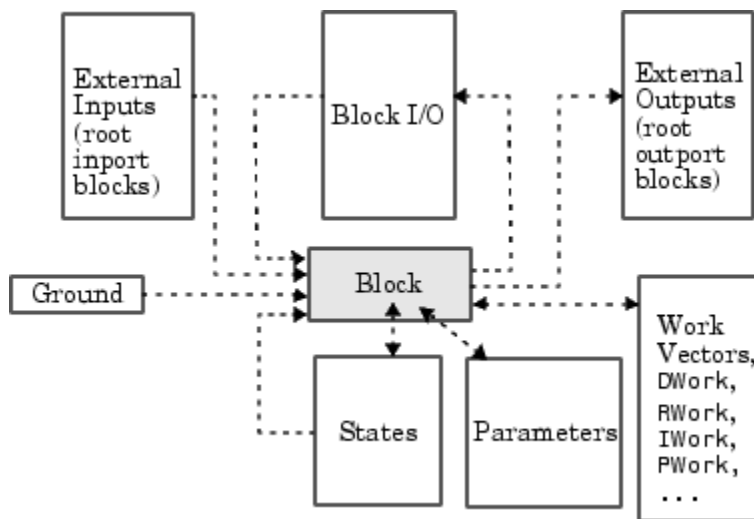 External
Inputs
(root
inport
blocks)
Block I/O
External
Outputs
(root
outport
blocks)
Ground
Block
States
Parameters
Work
Vectors,
DWork,
RWork,
IWork,
PWork,
...